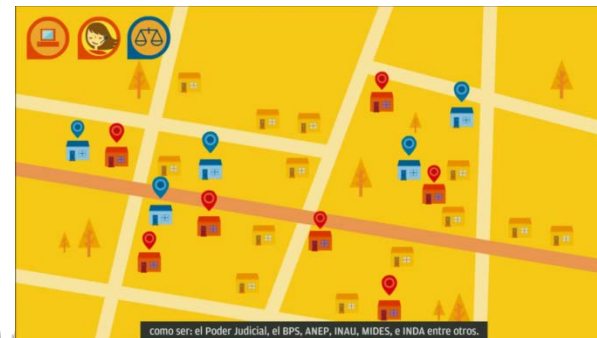 como ser: el Poder Judicial, el BPS, ANEP, INAU, MIDES, e INDA entre otros.